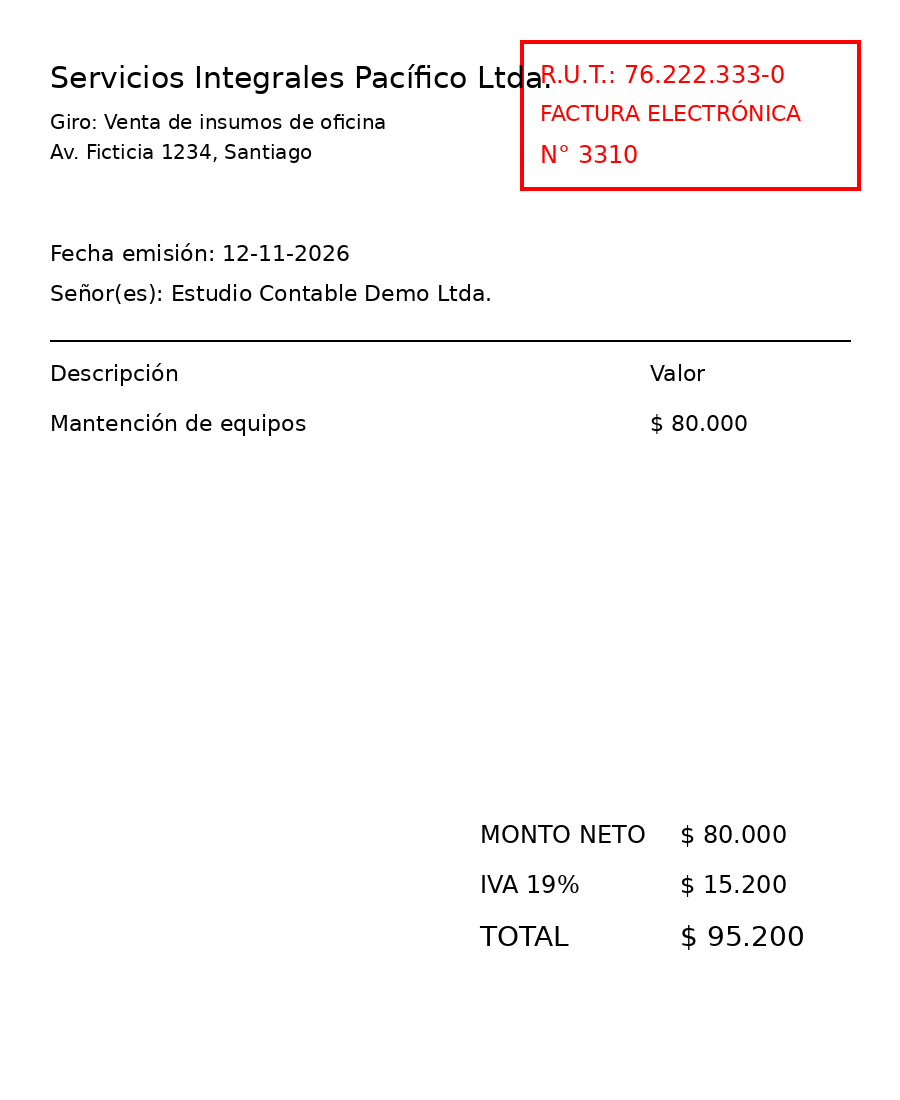 Servicios Integrales Pacífico Ltda.
Giro: Venta de insumos de oficina
Av. Ficticia 1234, Santiago
R.U.T.: 76.222.333-0
FACTURA ELECTRÓNICA
N° 3310
Fecha emisión: 12-11-2026
Señor(es): Estudio Contable Demo Ltda.
Descripción Valor
Mantención de equipos $ 80.000
MONTO NETO $ 80.000
IVA 19% $ 15.200
TOTAL $ 95.200